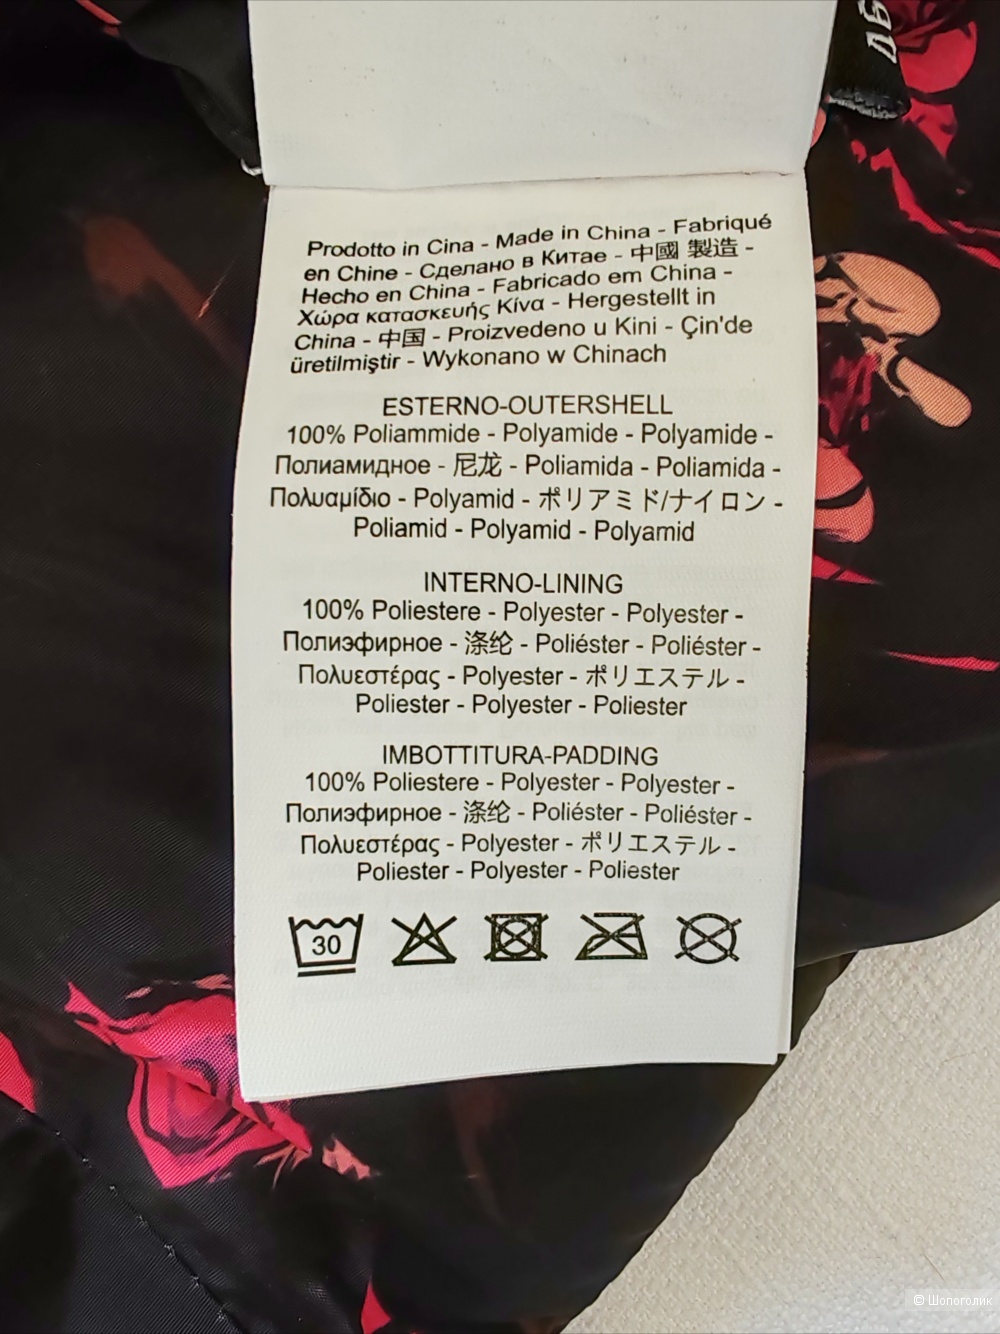 Prodotto in Cina - Made in China - Fabriqué
en Chine - Сделано в Китае - 中國 製造 -
Hecho en China - Fabricado em China -
Χώρα κατασκευής Κίνα - Hergestellt in
China - 中国 - Proizvedeno u Kini - Çin'de
üretilmiştir - Wykonano w Chinach
ESTERNO-OUTERSHELL
100% Poliammide - Polyamide - Polyamide -
Полиамидное - 尼龙 - Poliamida - Poliamida -
Πολυαμίδιο - Polyamid - ポリアミド/ナイロン -
Poliamid - Polyamid - Polyamid
INTERNO-LINING
100% Poliestere - Polyester - Polyester -
Полиэфирное - 涤纶 - Poliéster - Poliéster -
Πολυεστέρας - Polyester - ポリエステル -
Poliester - Polyester - Poliester
IMBOTTITURA-PADDING
100% Poliestere - Polyester - Polyester -
Полиэфирное - 涤纶 - Poliéster - Poliéster -
Πολυεστέρας - Polyester - ポリエステル -
Poliester - Polyester - Poliester
30
© Шопоголик